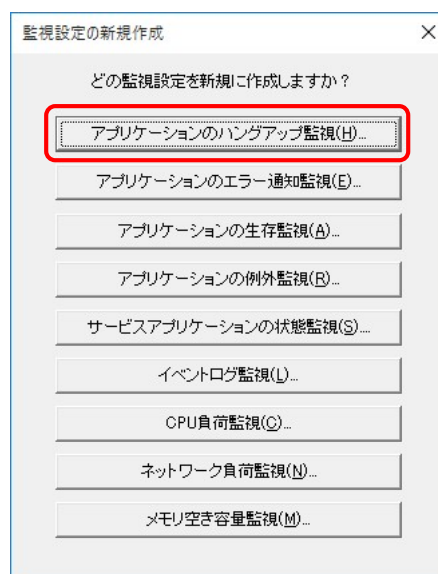 監視設定の新規作成
どの監視設定を新規に作成しますか？
アプリケーションのハングアップ監視(H)...
アプリケーションのエラー通知監視(E)...
アプリケーションの生存監視(A)...
アプリケーションの例外監視(R)...
サービスアプリケーションの状態監視(S)...
イベントログ監視(L)...
CPU負荷監視(C)...
ネットワーク負荷監視(N)...
メモリ空き容量監視(M)...